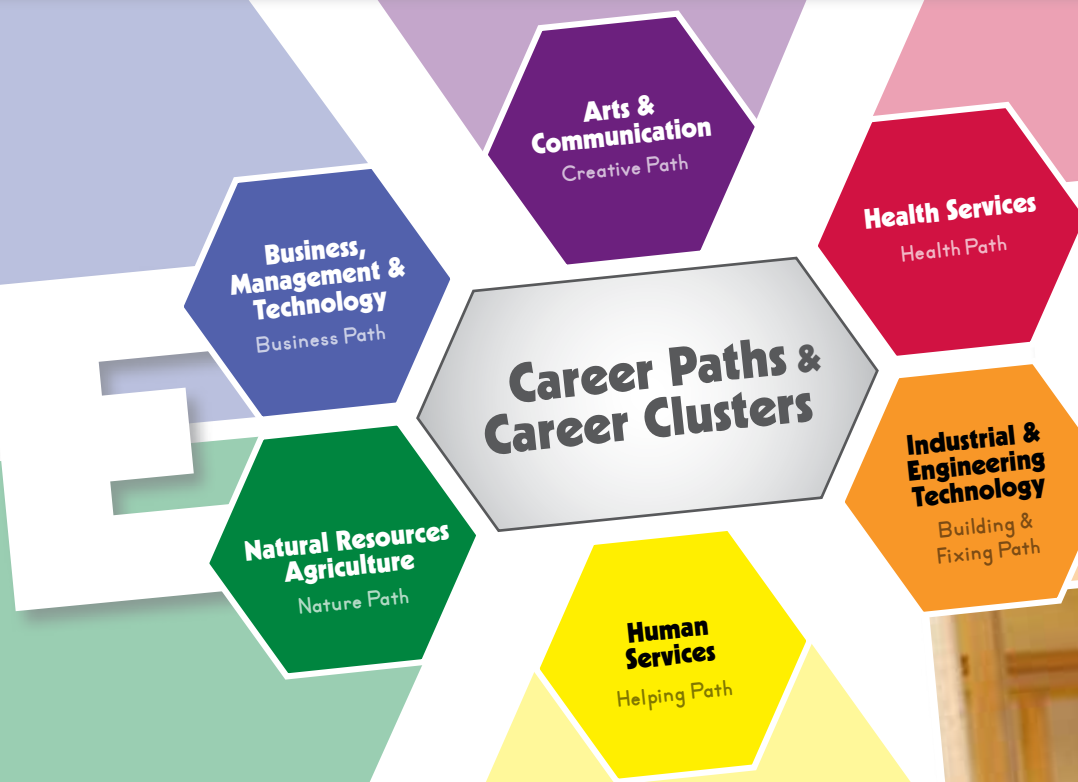 Arts &
Communication
Creative Path
Health Services
Health Path
Business,
Management &
Technology
Business Path
Career Paths &
Career Clusters
Industrial &
Engineering
Technology
Building &
Fixing Path
Natural Resources
Agriculture
Nature Path
Human
Services
Helping Path
E